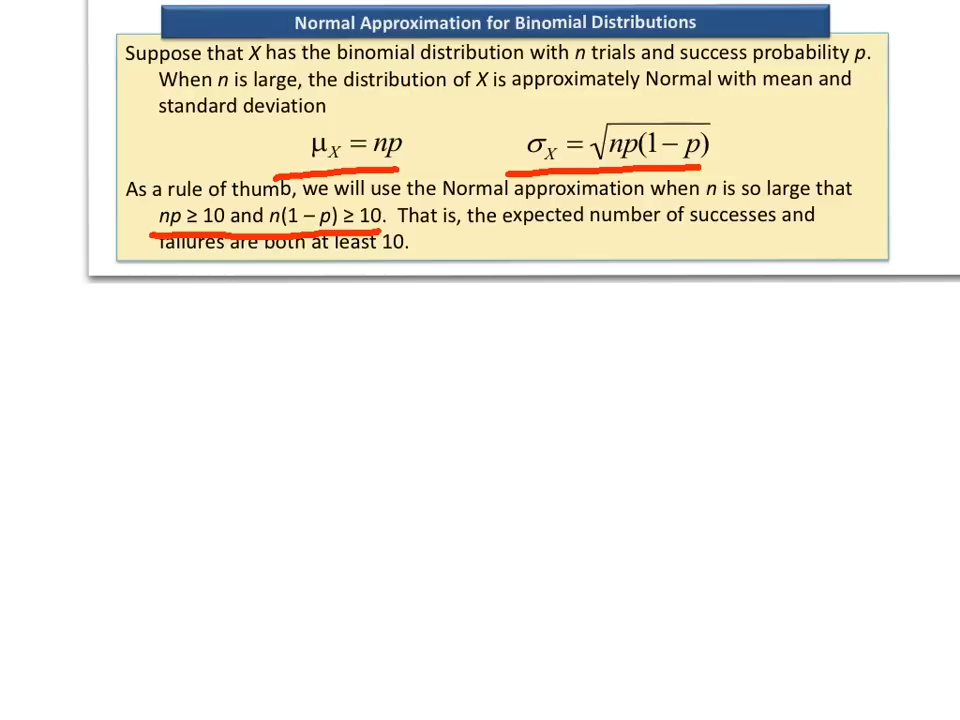 Normal Approximation for Binomial Distributions
Suppose that X has the binomial distribution with n trials and success probability p.
When n is large, the distribution of X is approximately Normal with mean and
standard deviation
μ_X = np    σ_X = √np(1 − p)
As a rule of thumb, we will use the Normal approximation when n is so large that
np ≥ 10 and n(1 – p) ≥ 10. That is, the expected number of successes and
failures are both at least 10.